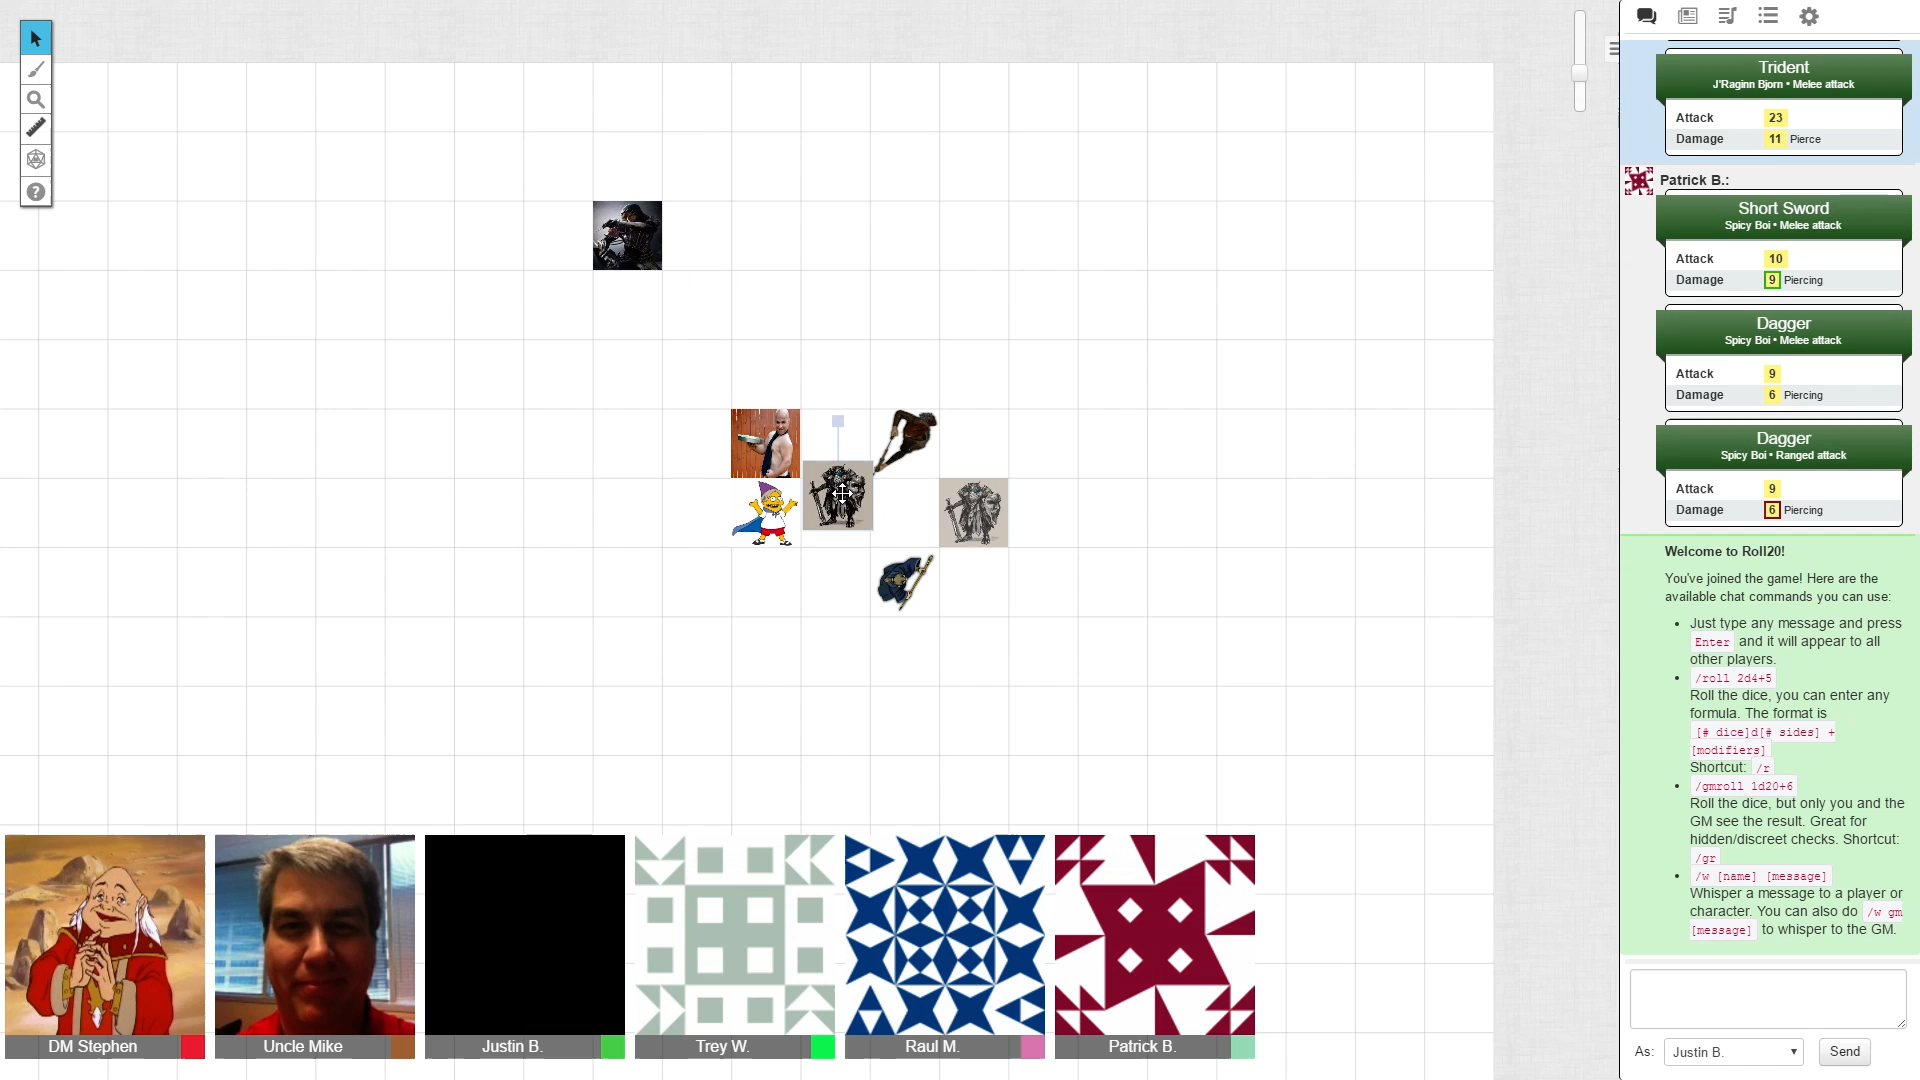 Trident
J'Raginn Bjorn • Melee attack
Attack 23
Damage 11 Pierce
Patrick B.:
Short Sword
Spicy Boi • Melee attack
Attack 10
Damage 9 Piercing
Dagger
Spicy Boi • Melee attack
Attack 9
Damage 6 Piercing
Dagger
Spicy Boi • Ranged attack
Attack 9
Damage 6 Piercing
Welcome to Roll20!
You've joined the game! Here are the
available chat commands you can use:
• Just type any message and press
Enter and it will appear to all
other players.
• /roll 2d4+5
Roll the dice, you can enter any
formula. The format is
[# dice]d[# sides] +
[modifiers]
Shortcut: /r
• /gmroll 1d20+6
Roll the dice, but only you and the
GM see the result. Great for
hidden/discreet checks. Shortcut:
/gr
• /w [name] [message]
Whisper a message to a player or
character. You can also do /w gm
[message] to whisper to the GM.
As: Justin B. Send
DM Stephen
Uncle Mike
Justin B.
Trey W.
Raul M.
Patrick B.